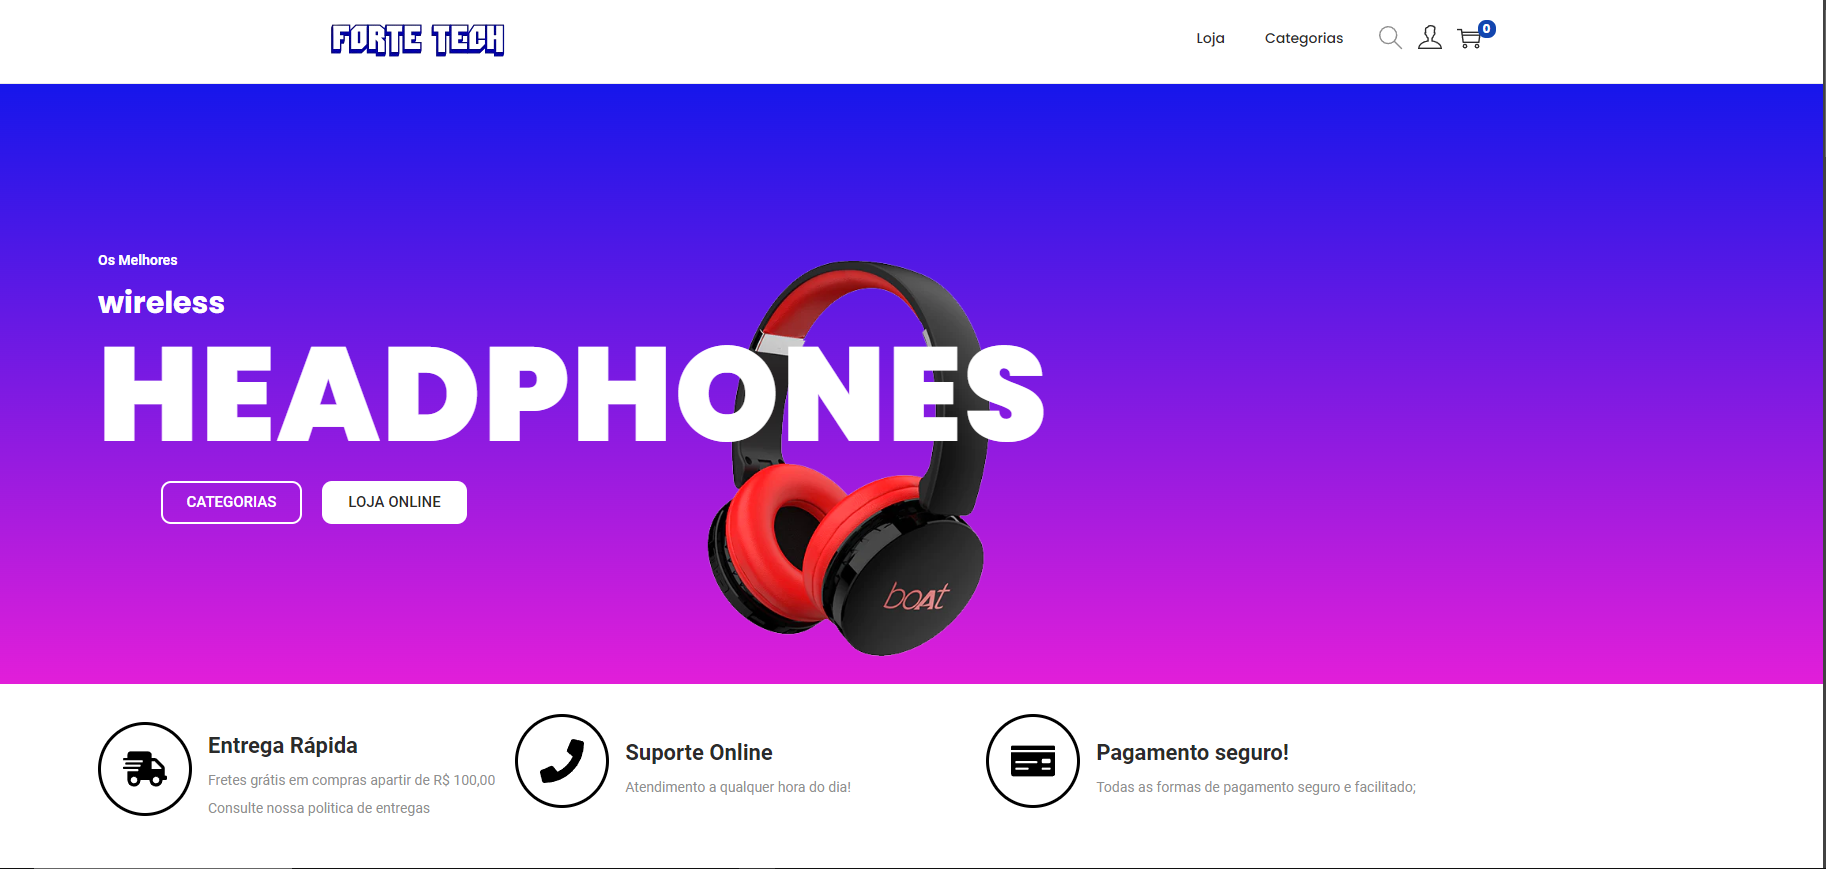 FORTE TECH
Loja
Categorias
0
Os Melhores
wireless
HEADPHONES
CATEGORIAS
LOJA ONLINE
boAt
Entrega Rápida
Fretes grátis em compras apartir de R$ 100,00
Consulte nossa politica de entregas
Suporte Online
Atendimento a qualquer hora do dia!
Pagamento seguro!
Todas as formas de pagamento seguro e facilitado;